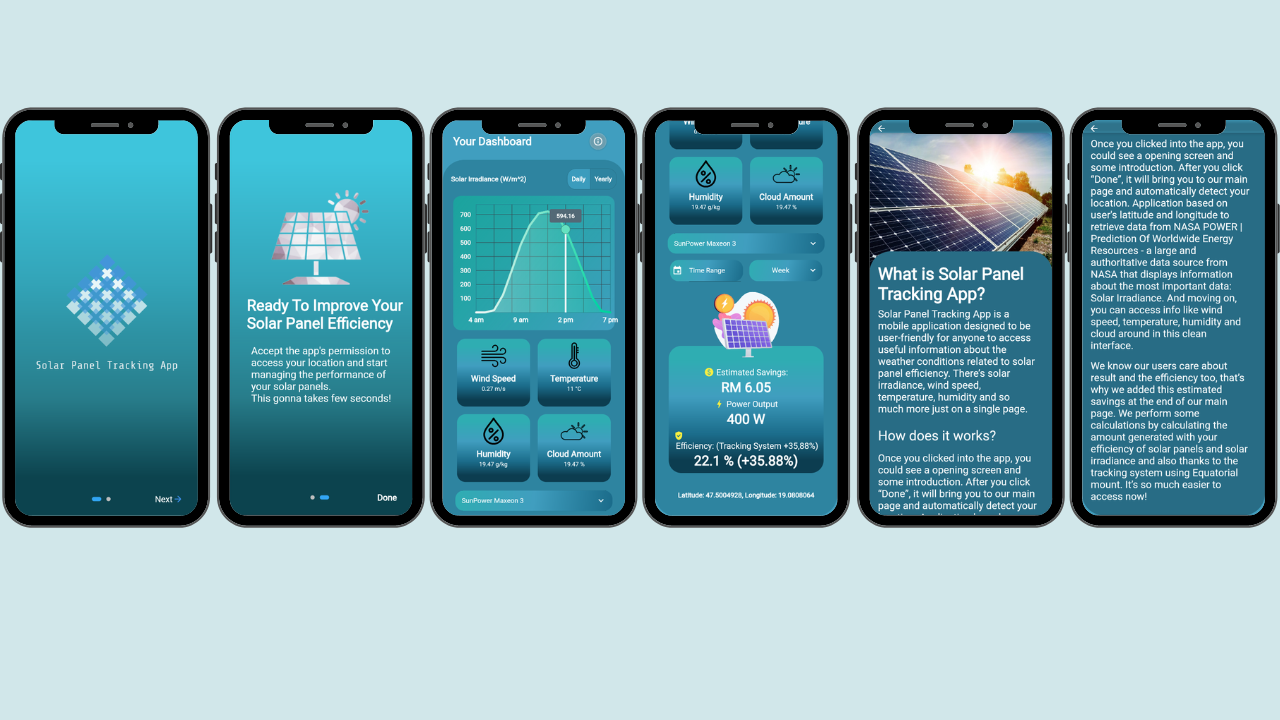 Solar Panel Tracking App
Next
Ready To Improve Your
Solar Panel Efficiency
Accept the app's permission to
access your location and start
managing the performance of
your solar panels.
This gonna takes few seconds!
Done
Your Dashboard
Solar Irradiance (W/m^2)
Daily
Yearly
700
600
500
400
300
200
100
594.16
4 am
9 am
2 pm
7 pm
Wind Speed
0.27 m/s
Temperature
11 °C
Humidity
19.47 g/kg
Cloud Amount
19.47 %
SunPower Maxeon 3
Humidity
19.47 g/kg
Cloud Amount
19.47 %
SunPower Maxeon 3
Time Range
Week
Estimated Savings:
RM 6.05
Power Output
400 W
Efficiency: (Tracking System +35,88%)
22.1 % (+35.88%)
Latitude: 47.5004928, Longitude: 19.0808064
What is Solar Panel
Tracking App?
Solar Panel Tracking App is a
mobile application designed to be
user-friendly for anyone to access
useful information about the
weather conditions related to solar
panel efficiency. There's solar
irradiance, wind speed,
temperature, humidity and so
much more just on a single page.
How does it works?
Once you clicked into the app, you
could see a opening screen and
some introduction. After you click
"Done", it will bring you to our main
page and automatically detect your
Once you clicked into the app, you
could see a opening screen and
some introduction. After you click
"Done", it will bring you to our main
page and automatically detect your
location. Application based on
user's latitude and longitude to
retrieve data from NASA POWER |
Prediction Of Worldwide Energy
Resources - a large and
authoritative data source from
NASA that displays information
about the most important data:
Solar Irradiance. And moving on,
you can access info like wind
speed, temperature, humidity and
cloud around in this clean
interface.
We know our users care about
result and the efficiency too, that's
why we added this estimated
savings at the end of our main
page. We perform some
calculations by calculating the
amount generated with your
efficiency of solar panels and solar
irradiance and also thanks to the
tracking system using Equatorial
mount. It's so much easier to
access now!